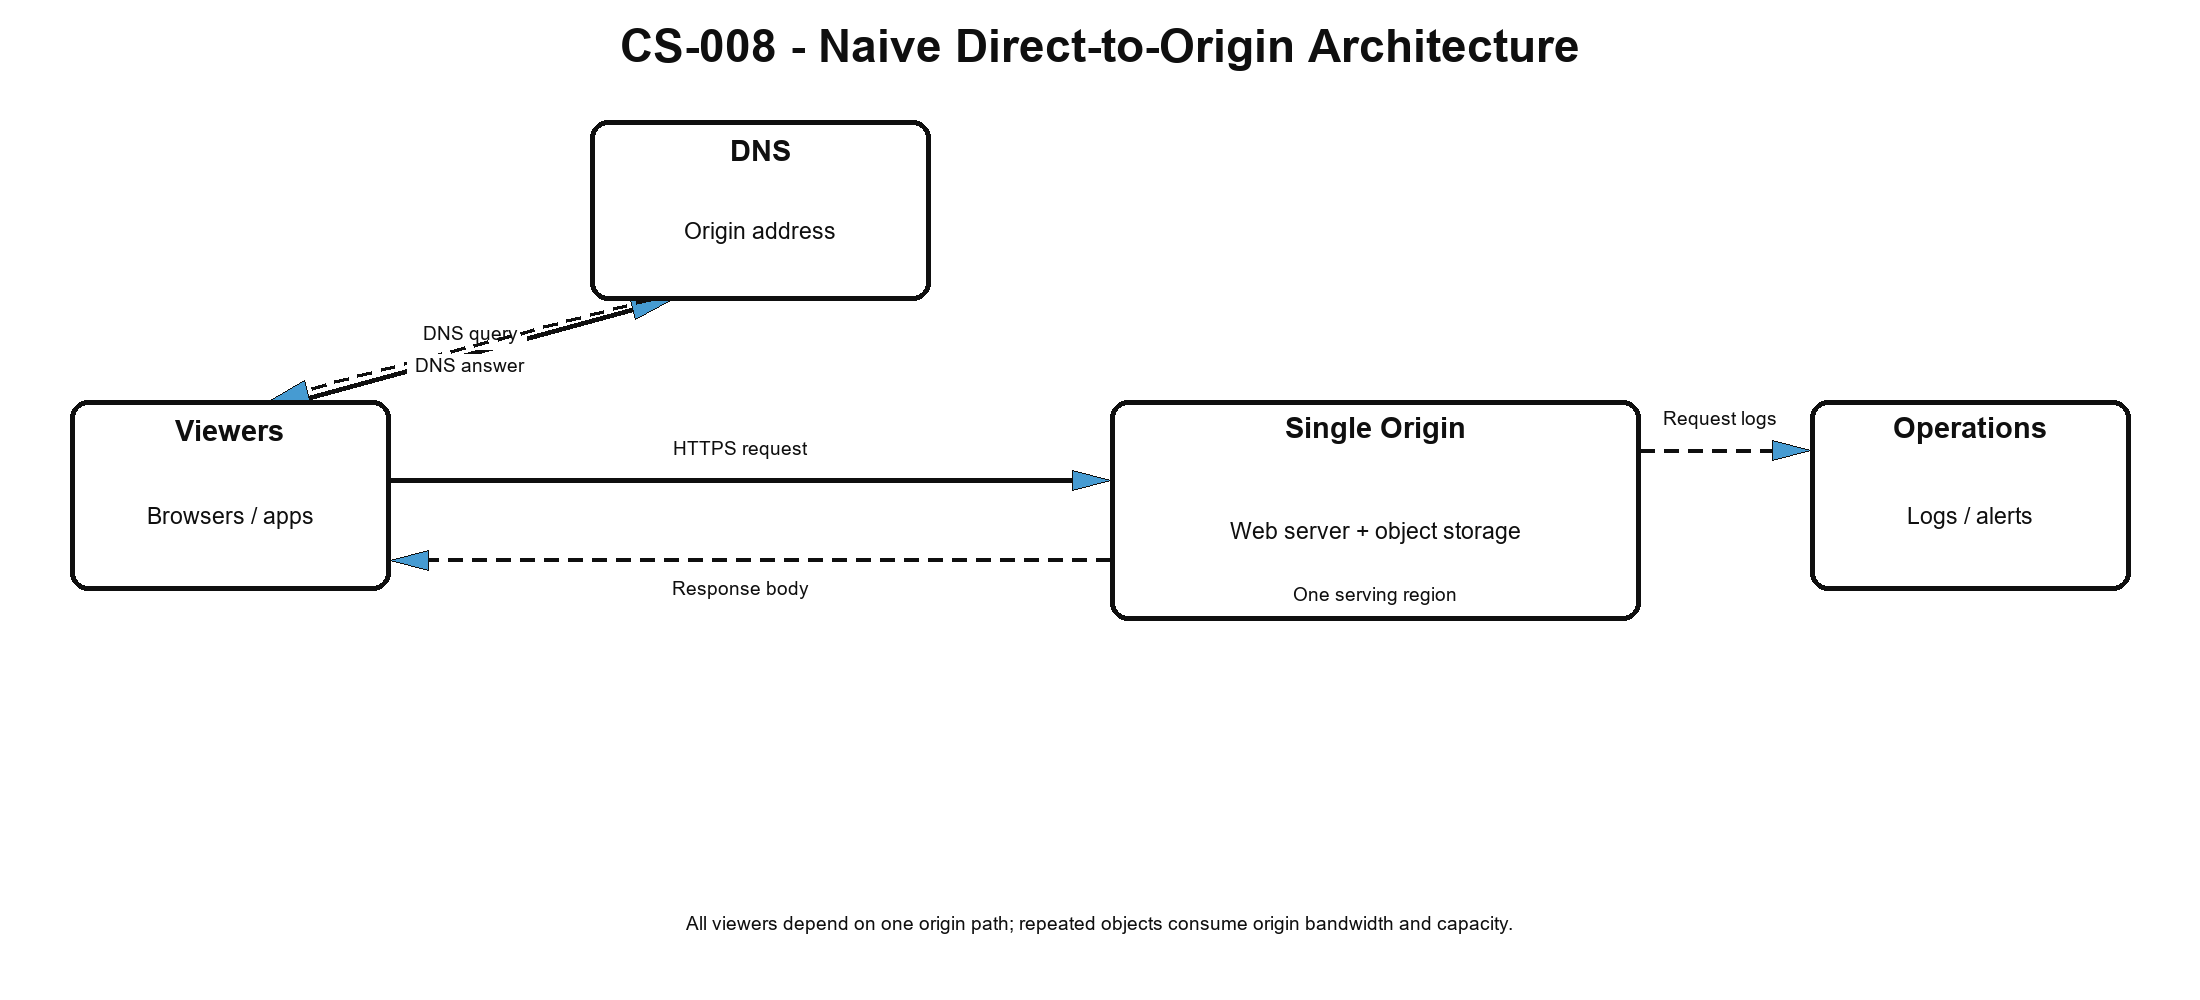 CS-008 - Naive Direct-to-Origin Architecture
DNS
Origin address
DNS query
DNS answer
Viewers
Browsers / apps
HTTPS request
Response body
Single Origin
Web server + object storage
One serving region
Request logs
Operations
Logs / alerts
All viewers depend on one origin path; repeated objects consume origin bandwidth and capacity.